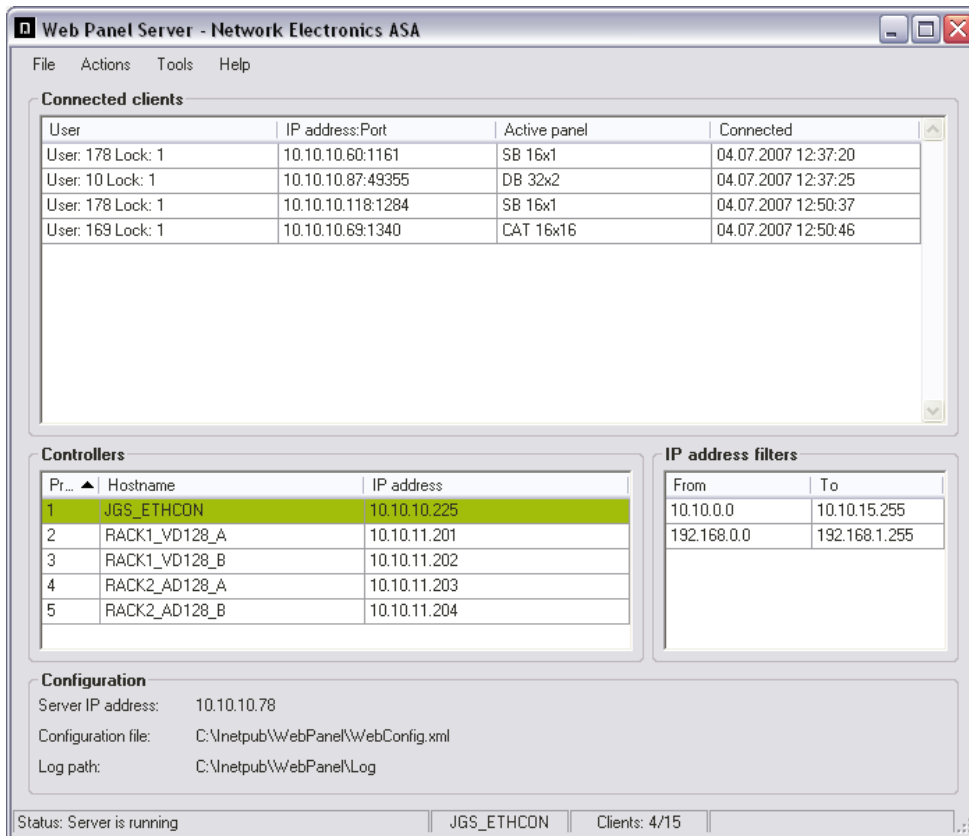 Web Panel Server - Network Electronics ASA
File Actions Tools Help
Connected clients
User IP address:Port Active panel Connected
User: 178 Lock: 1 10.10.10.60:1161 SB 16x1 04.07.2007 12:37:20
User: 10 Lock: 1 10.10.10.87:49355 DB 32x2 04.07.2007 12:37:25
User: 178 Lock: 1 10.10.10.118:1284 SB 16x1 04.07.2007 12:50:37
User: 169 Lock: 1 10.10.10.69:1340 CAT 16x16 04.07.2007 12:50:46
Controllers
Pr... Hostname IP address
1 JGS_ETHCON 10.10.10.225
2 RACK1_VD128_A 10.10.11.201
3 RACK1_VD128_B 10.10.11.202
4 RACK2_AD128_A 10.10.11.203
5 RACK2_AD128_B 10.10.11.204
IP address filters
From To
10.10.0.0 10.10.15.255
192.168.0.0 192.168.1.255
Configuration
Server IP address: 10.10.10.78
Configuration file: C:\Inetpub\WebPanel\WebConfig.xml
Log path: C:\Inetpub\WebPanel\Log
Status: Server is running JGS_ETHCON Clients: 4/15